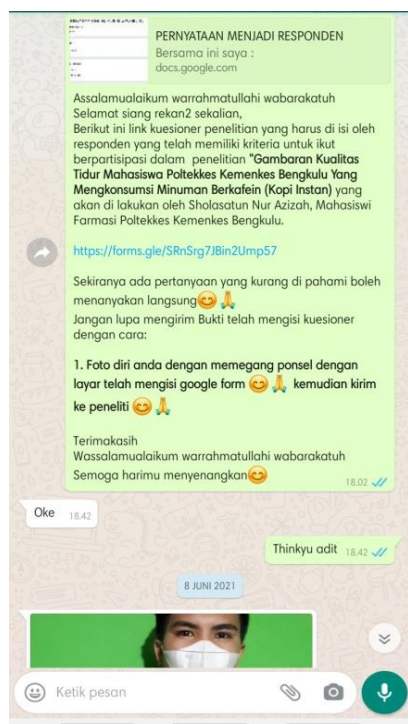 PERNYATAAN MENJADI RESPONDEN
Bersama ini saya :
docs.google.com
Assalamualaikum warrahmatullahi wabarakatuh
Selamat siang rekan2 sekalian,
Berikut ini link kuesioner penelitian yang harus di isi oleh
responden yang telah memiliki kriteria untuk ikut
berpartisipasi dalam penelitian "Gambaran Kualitas
Tidur Mahasiswa Poltekkes Kemenkes Bengkulu Yang
Mengkonsumsi Minuman Berkafein (Kopi Instan) yang
akan di lakukan oleh Sholasatun Nur Azizah, Mahasiswi
Farmasi Poltekkes Kemenkes Bengkulu.
https://forms.gle/SRnSrg7JBin2Ump57
Sekiranya ada pertanyaan yang kurang di pahami boleh
menanyakan langsung😊🙏
Jangan lupa mengirim Bukti telah mengisi kuesioner
dengan cara:
1. Foto diri anda dengan memegang ponsel dengan
layar telah mengisi google form 😊🙏 kemudian kirim
ke peneliti 😊🙏
Terimakasih
Wassalamualaikum warrahmatullahi wabarakatuh
Semoga harimu menyenangkan😊
18.02
Oke 18.42
Thinkyu adit 18.42
8 JUNI 2021
Ketik pesan